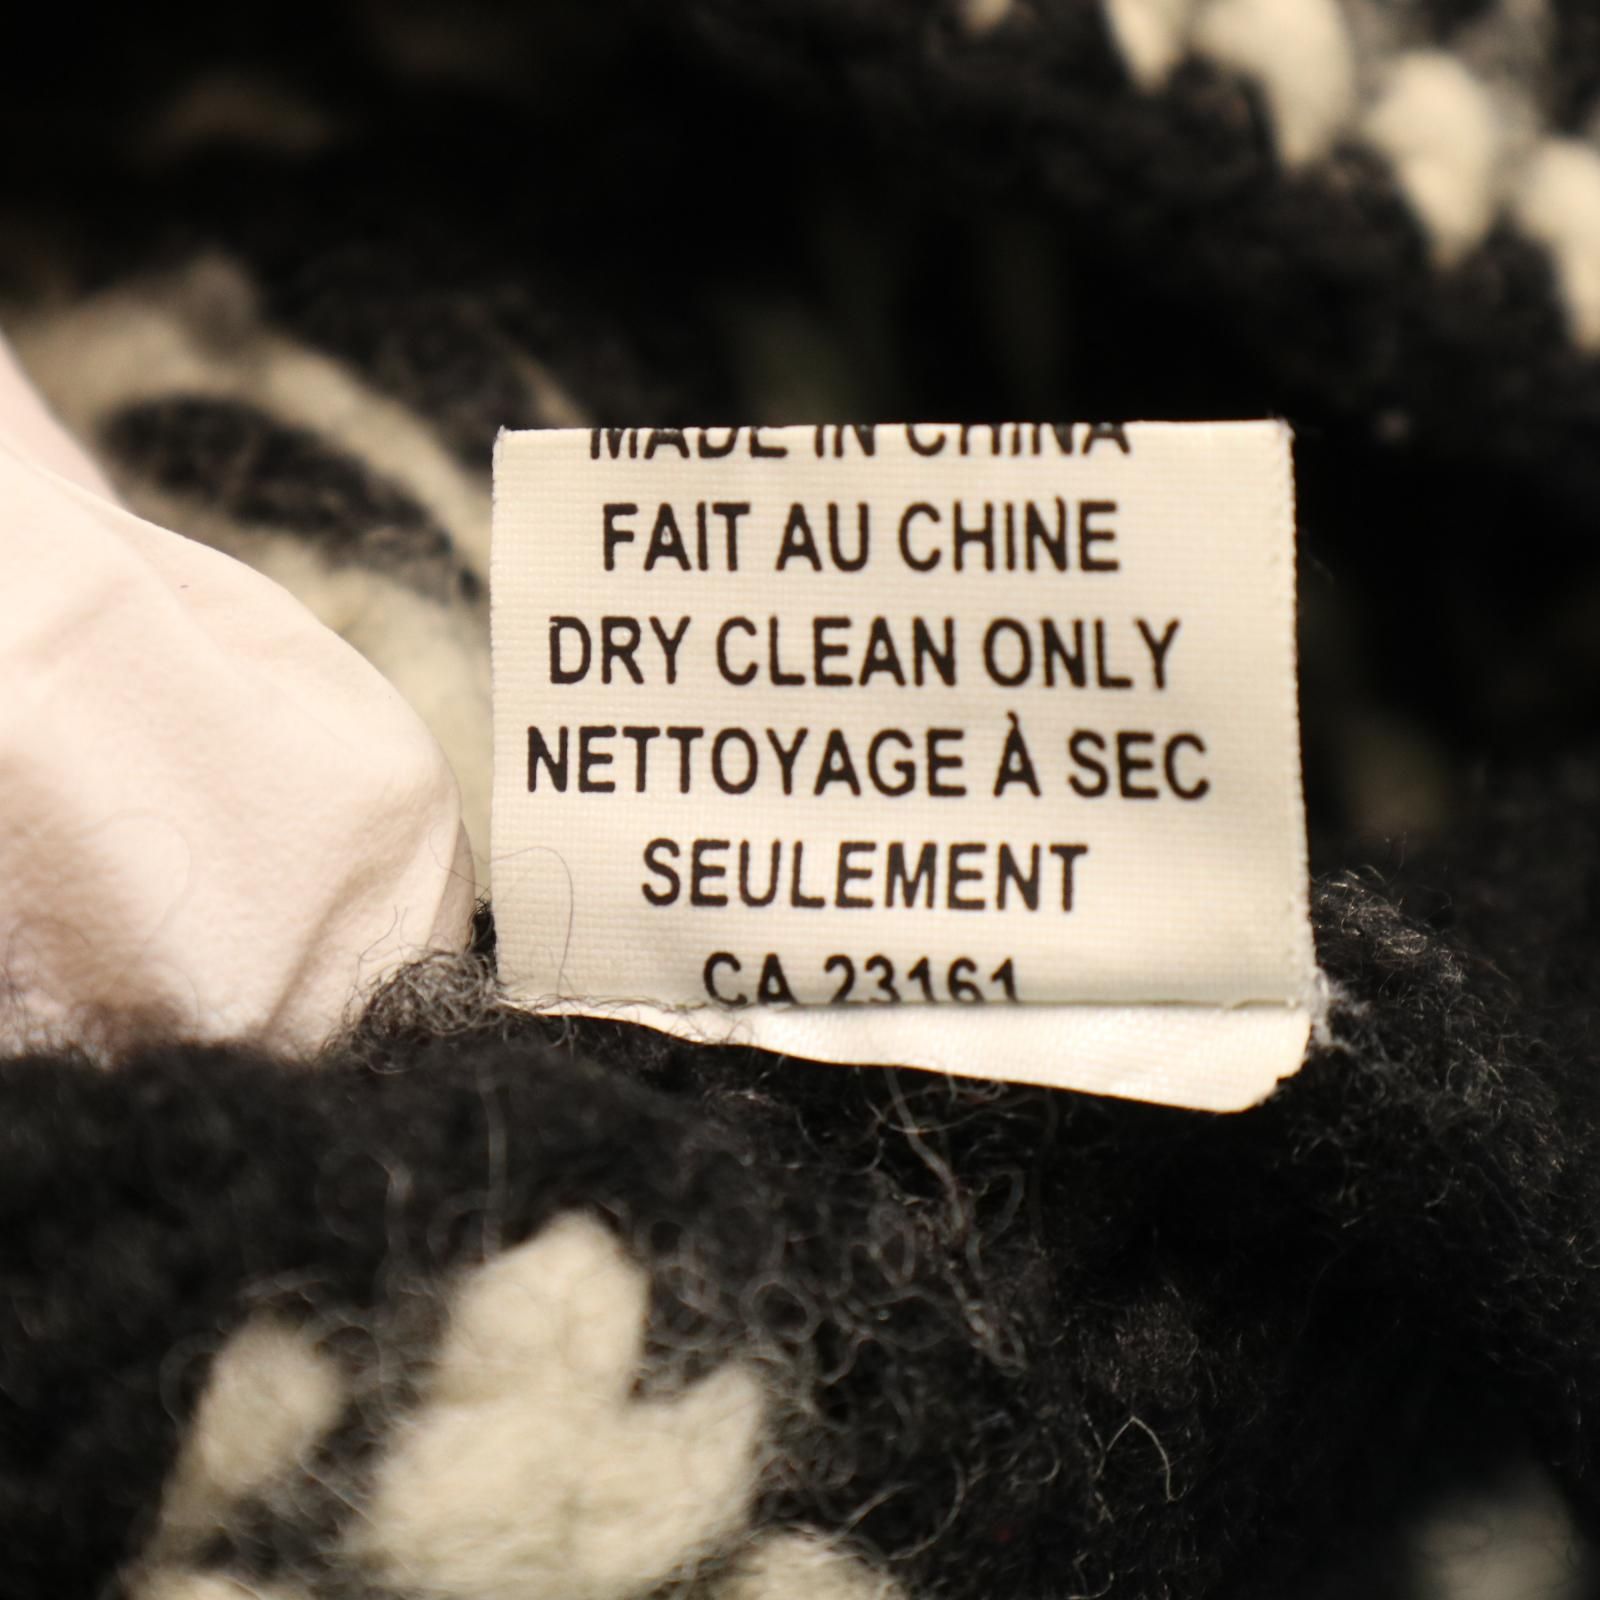 MADE IN CHINA
FAIT AU CHINE
DRY CLEAN ONLY
NETTOYAGE À SEC
SEULEMENT
CA 23161